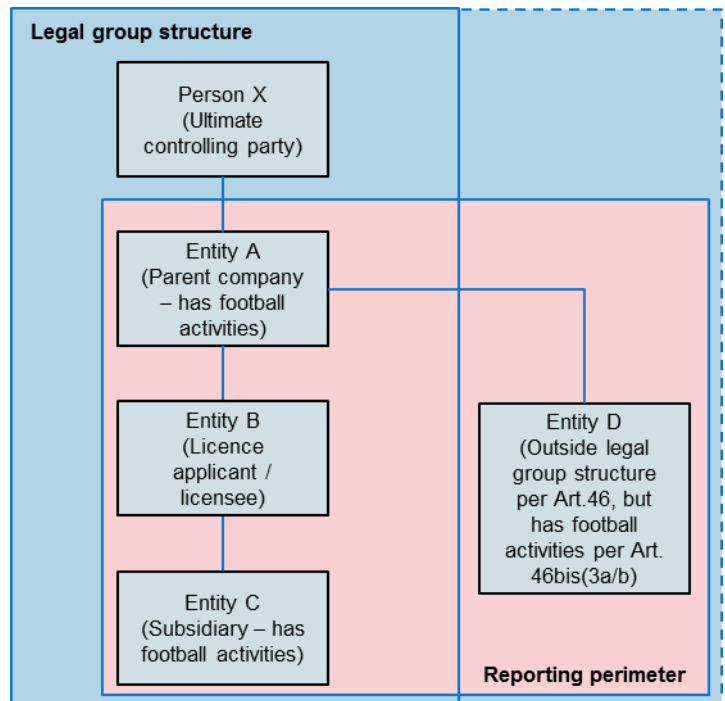 Legal group structure
Person X
(Ultimate
controlling party)
Entity A
(Parent company
– has football
activities)
Entity B
(Licence
applicant /
licensee)
Entity C
(Subsidiary – has
football activities)
Entity D
(Outside legal
group structure
per Art.46, but
has football
activities per Art.
46bis(3a/b)
Reporting perimeter